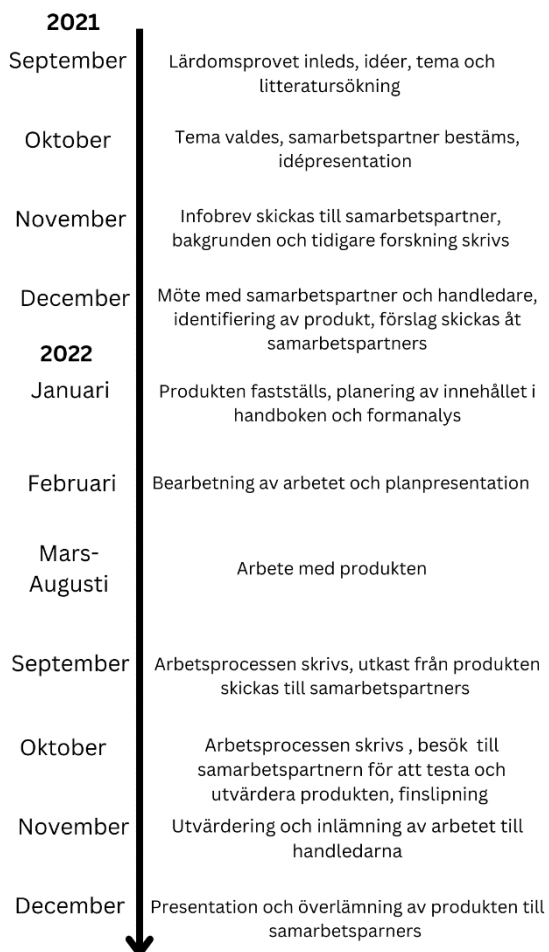 2021
September
Lärdomsprovet inleds, idéer, tema och
litteratursökning
Oktober
Tema valdes, samarbetspartner bestäms,
idépresentation
November
Infobrev skickas till samarbetspartner,
bakgrunden och tidigare forskning skrivs
December
Möte med samarbetspartner och handledare,
identifiering av produkt, förslag skickas åt
samarbetspartners
2022
Januari
Produkten fastställs, planering av innehållet i
handboken och formanalys
Februari
Bearbetning av arbetet och planpresentation
Mars-
Augusti
Arbete med produkten
September
Arbetsprocessen skrivs, utkast från produkten
skickas till samarbetspartners
Oktober
Arbetsprocessen skrivs , besök till
samarbetspartnern för att testa och
utvärdera produkten, finslipning
November
Utvärdering och inlämning av arbetet till
handledarna
December
Presentation och överlämning av produkten till
samarbetsparners